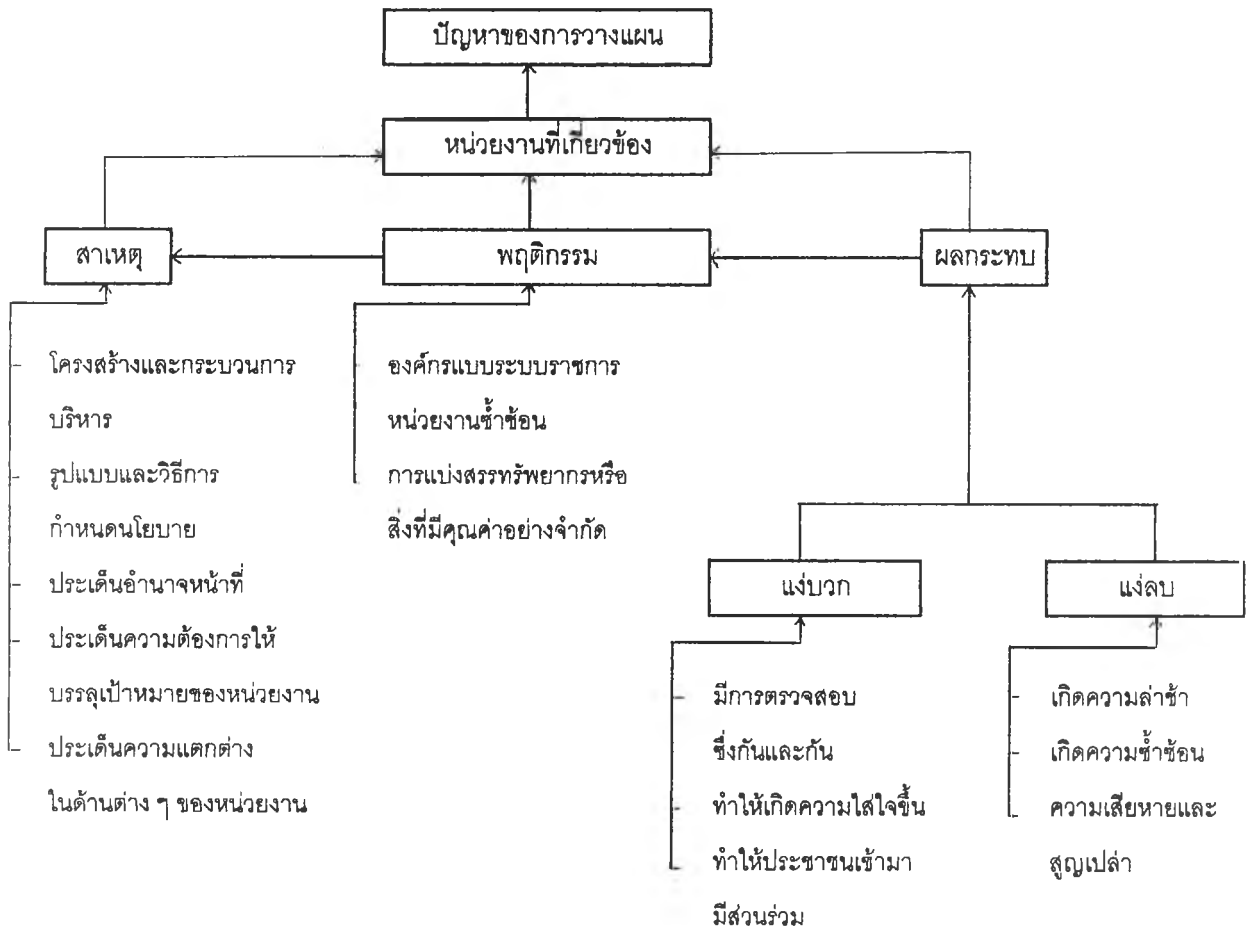 ปัญหาของการวางแผน
หน่วยงานที่เกี่ยวข้อง
สาเหตุ
พฤติกรรม
ผลกระทบ
- โครงสร้างและกระบวนการ
บริหาร
- รูปแบบและวิธีการ
กำหนดนโยบาย
- ประเด็นอำนาจหน้าที่
- ประเด็นความต้องการให้
บรรลุเป้าหมายของหน่วยงาน
- ประเด็นความแตกต่าง
ในด้านต่าง ๆ ของหน่วยงาน
- องค์กรแบบระบบราชการ
หน่วยงานซ้ำซ้อน
- การแบ่งสรรทรัพยากรหรือ
สิ่งที่มีคุณค่าอย่างจำกัด
แง่บวก
- มีการตรวจสอบ
ซึ่งกันและกัน
- ทำให้เกิดความใส่ใจขึ้น
- ทำให้ประชาชนเข้ามา
มีส่วนร่วม
แง่ลบ
- เกิดความล่าช้า
- เกิดความซ้ำซ้อน
- ความเสียหายและ
สูญเปล่า